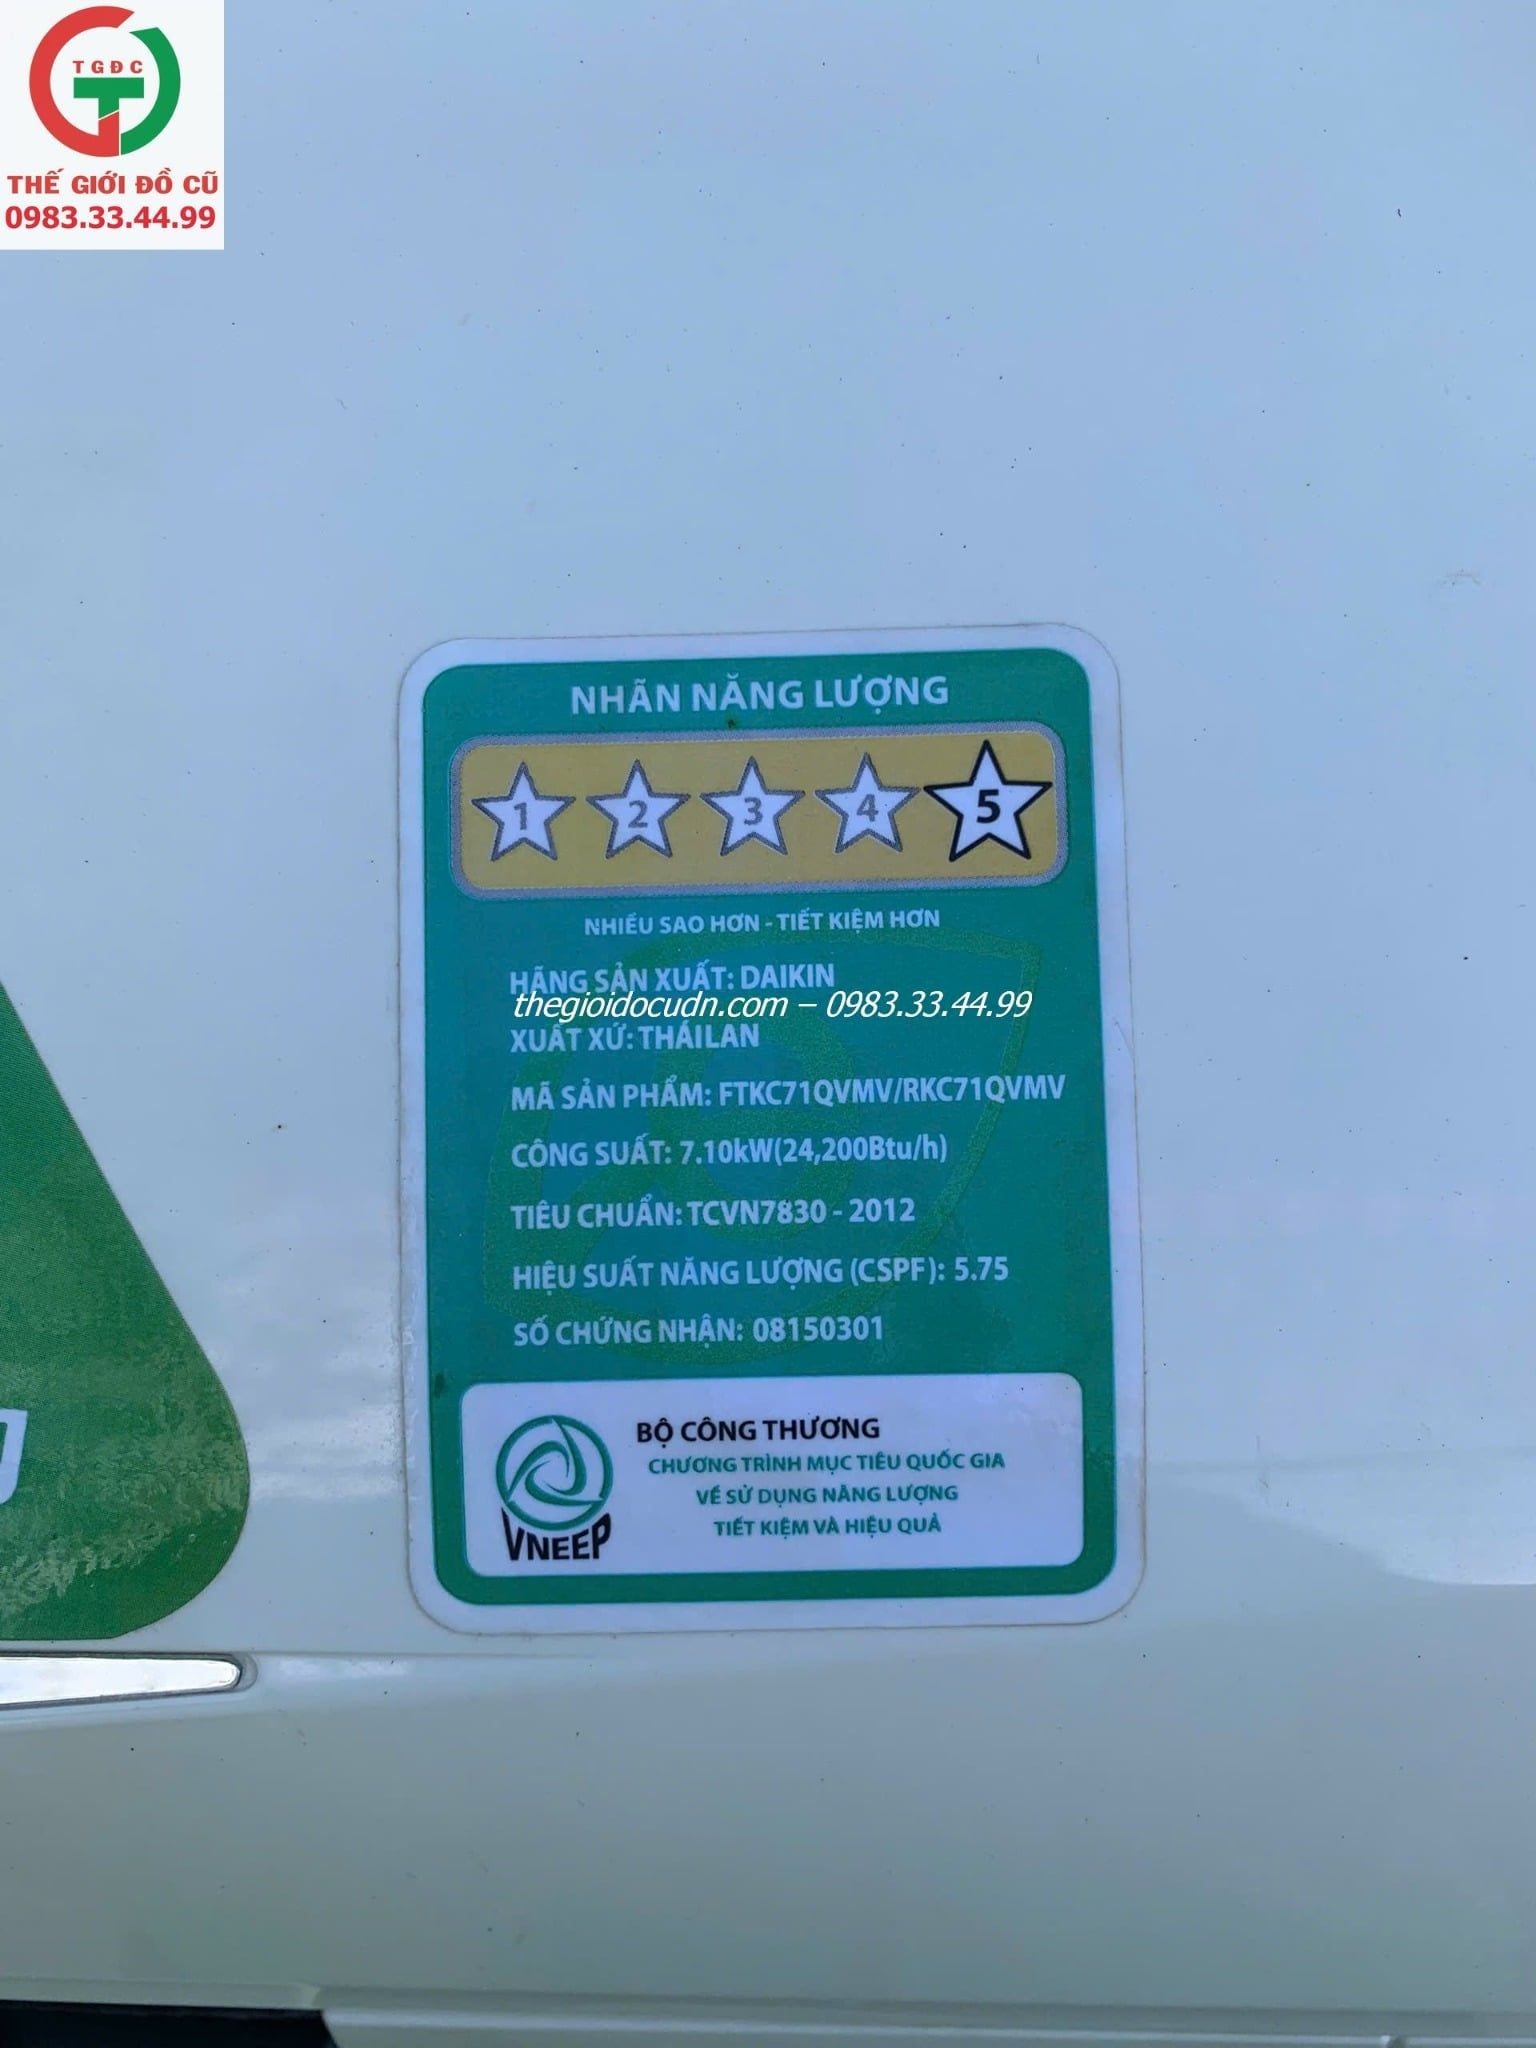 TGĐC
THẾ GIỚI ĐỒ CŨ
0983.33.44.99
NHÃN NĂNG LƯỢNG
1 2 3 4 5
NHIỀU SAO HƠN - TIẾT KIỆM HƠN
HÃNG SẢN XUẤT: DAIKIN
thegioidocudn.com – 0983.33.44.99
XUẤT XỨ: THÁI LAN
MÃ SẢN PHẨM: FTKC71QVMV/RKC71QVMV
CÔNG SUẤT: 7.10kW(24,200Btu/h)
TIÊU CHUẨN: TCVN7830 - 2012
HIỆU SUẤT NĂNG LƯỢNG (CSPF): 5.75
SỐ CHỨNG NHẬN: 08150301
BỘ CÔNG THƯƠNG
CHƯƠNG TRÌNH MỤC TIÊU QUỐC GIA
VỀ SỬ DỤNG NĂNG LƯỢNG
TIẾT KIỆM VÀ HIỆU QUẢ
VNEEP